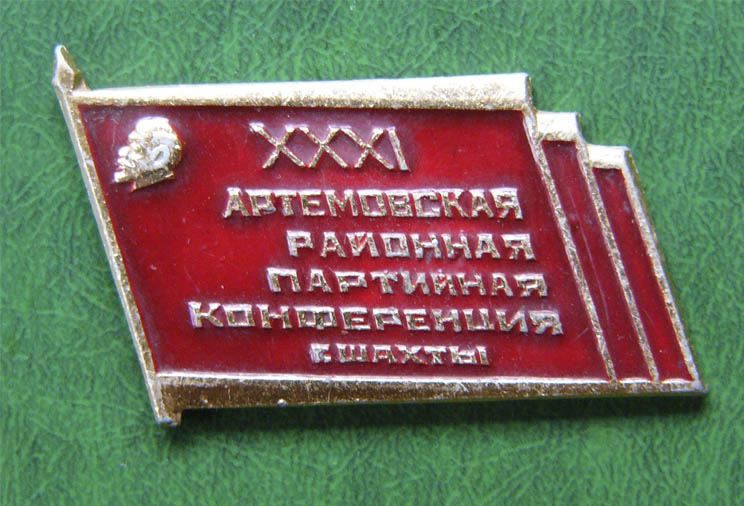 XXXI
АРТЕМОВСКАЯ
РАЙОННАЯ
ПАРТИЙНАЯ
КОНФЕРЕНЦИЯ
Г.ШАХТЫ